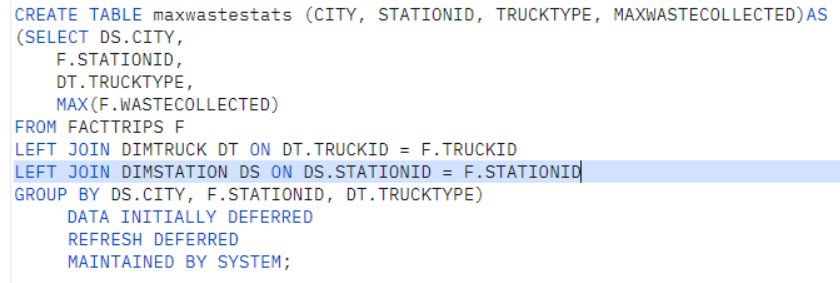 CREATE TABLE maxwastestats (CITY, STATIONID, TRUCKTYPE, MAXWASTECOLLECTED)AS
(SELECT DS.CITY,
F.STATIONID,
DT.TRUCKTYPE,
MAX(F.WASTECOLLECTED)
FROM FACTTRIPS F
LEFT JOIN DIMTRUCK DT ON DT.TRUCKID = F.TRUCKID
LEFT JOIN DIMSTATION DS ON DS.STATIONID = F.STATIONID
GROUP BY DS.CITY, F.STATIONID, DT.TRUCKTYPE)
DATA INITIALLY DEFERRED
REFRESH DEFERRED
MAINTAINED BY SYSTEM;